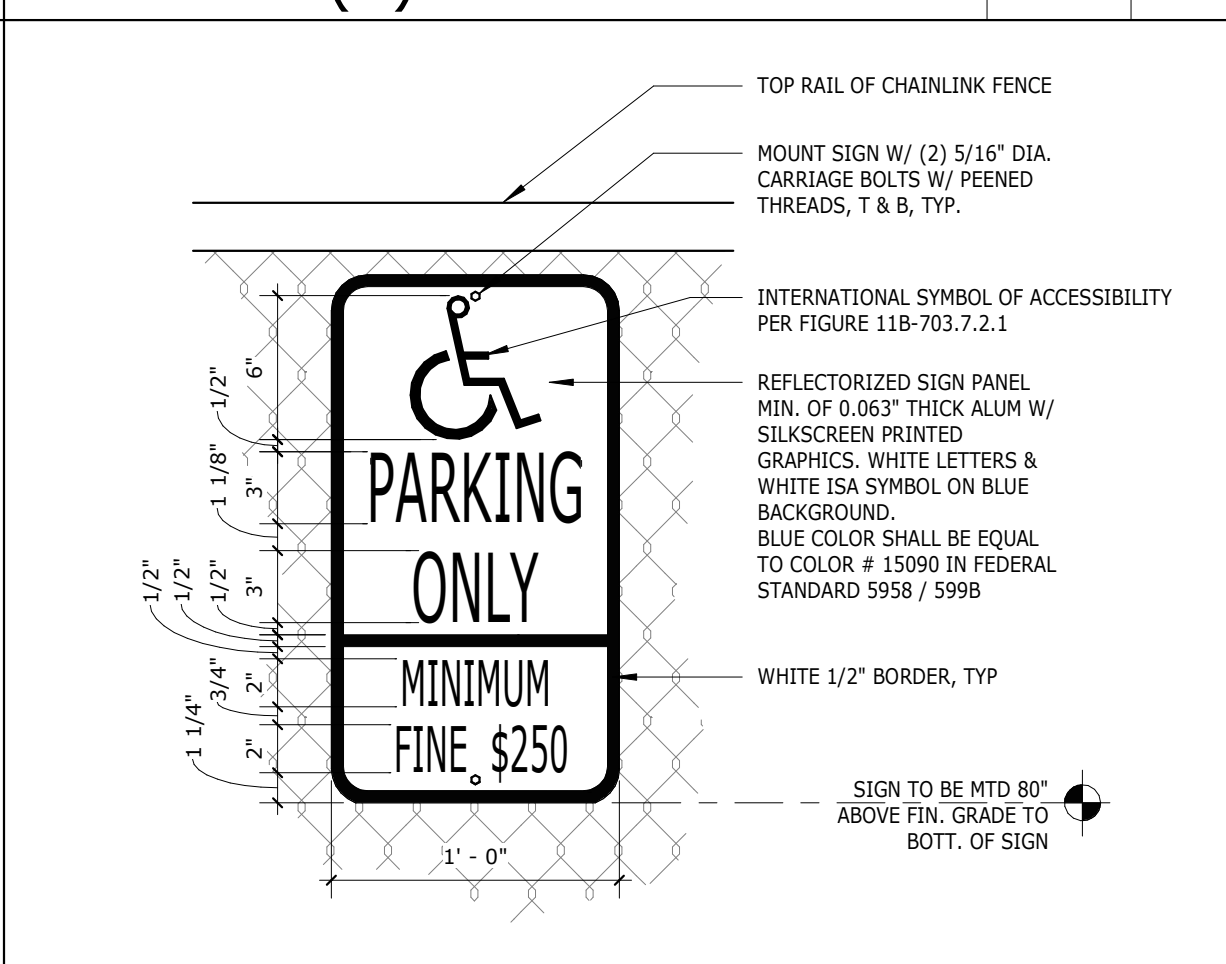 TOP RAIL OF CHAINLINK FENCE
MOUNT SIGN W/ (2) 5/16" DIA.
CARRIAGE BOLTS W/ PEENED
THREADS, T & B, TYP.
INTERNATIONAL SYMBOL OF ACCESSIBILITY
PER FIGURE 11B-703.7.2.1
REFLECTORIZED SIGN PANEL
MIN. OF 0.063" THICK ALUM W/
SILKSCREEN PRINTED
GRAPHICS. WHITE LETTERS &
WHITE ISA SYMBOL ON BLUE
BACKGROUND.
BLUE COLOR SHALL BE EQUAL
TO COLOR # 15090 IN FEDERAL
STANDARD 5958 / 599B
WHITE 1/2" BORDER, TYP
SIGN TO BE MTD 80"
ABOVE FIN. GRADE TO
BOTT. OF SIGN
PARKING
ONLY
MINIMUM
FINE $250
6"
1/2"
3"
1 1/8"
3"
1/2"
1/2"
1/2"
2"
3/4"
2"
1 1/4"
1' - 0"